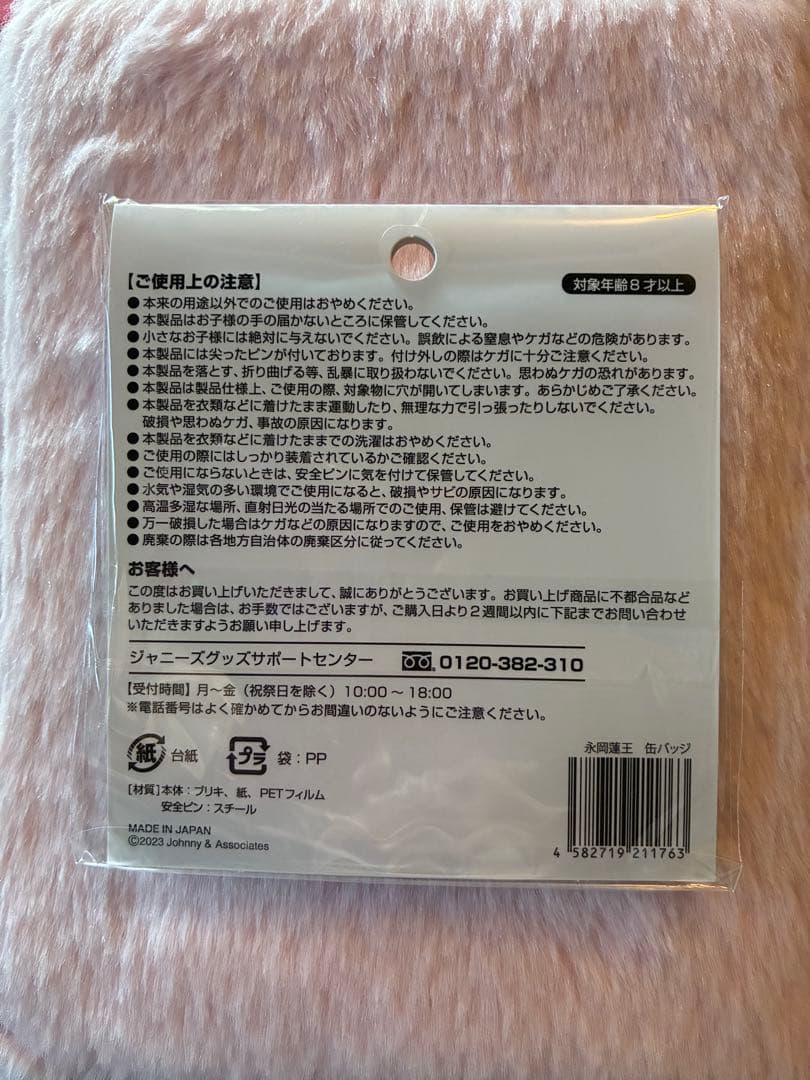 【ご使用上の注意】
対象年齢8才以上
●本来の用途以外でのご使用はおやめください。
●本製品はお子様の手の届かないところに保管してください。
●小さなお子様には絶対に与えないでください。誤飲による窒息やケガなどの危険があります。
●本製品には尖ったピンが付いております。付け外しの際はケガに十分ご注意ください。
●本製品を落とす、折り曲げる等、乱暴に取り扱わないでください。思わぬケガの恐れがあります。
●本製品は製品仕様上、ご使用の際、対象物に穴が開いてしまいます。あらかじめご了承ください。
●本製品を衣類などに着けたまま運動したり、無理な力で引っ張ったりしないでください。
破損や思わぬケガ、事故の原因になります。
●本製品を衣類などに着けたままでの洗濯はおやめください。
●ご使用の際にはしっかり装着されているかご確認ください。
●ご使用にならないときは、安全ピンに気を付けて保管してください。
●水気や湿気の多い環境でご使用になると、破損やサビの原因になります。
●高温多湿な場所、直射日光の当たる場所でのご使用、保管は避けてください。
●万一破損した場合はケガなどの原因になりますので、ご使用をおやめください。
●廃棄の際は各地方自治体の廃棄区分に従ってください。
お客様へ
この度はお買い上げいただきまして、誠にありがとうございます。お買い上げ商品に不都合品など
ありました場合は、お手数ではございますが、ご購入日より2週間以内に下記までお問い合わせ
いただきますようお願い申し上げます。
ジャニーズグッズサポートセンター 0120-382-310
【受付時間】月〜金（祝祭日を除く）10:00〜18:00
※電話番号はよく確かめてからお間違いのないようにご注意ください。
紙 台紙 プラ 袋：PP
永岡蓮王 缶バッジ
[材質]本体：ブリキ、紙、PETフィルム
安全ピン：スチール
MADE IN JAPAN
©2023 Johnny & Associates
4 582719 211763